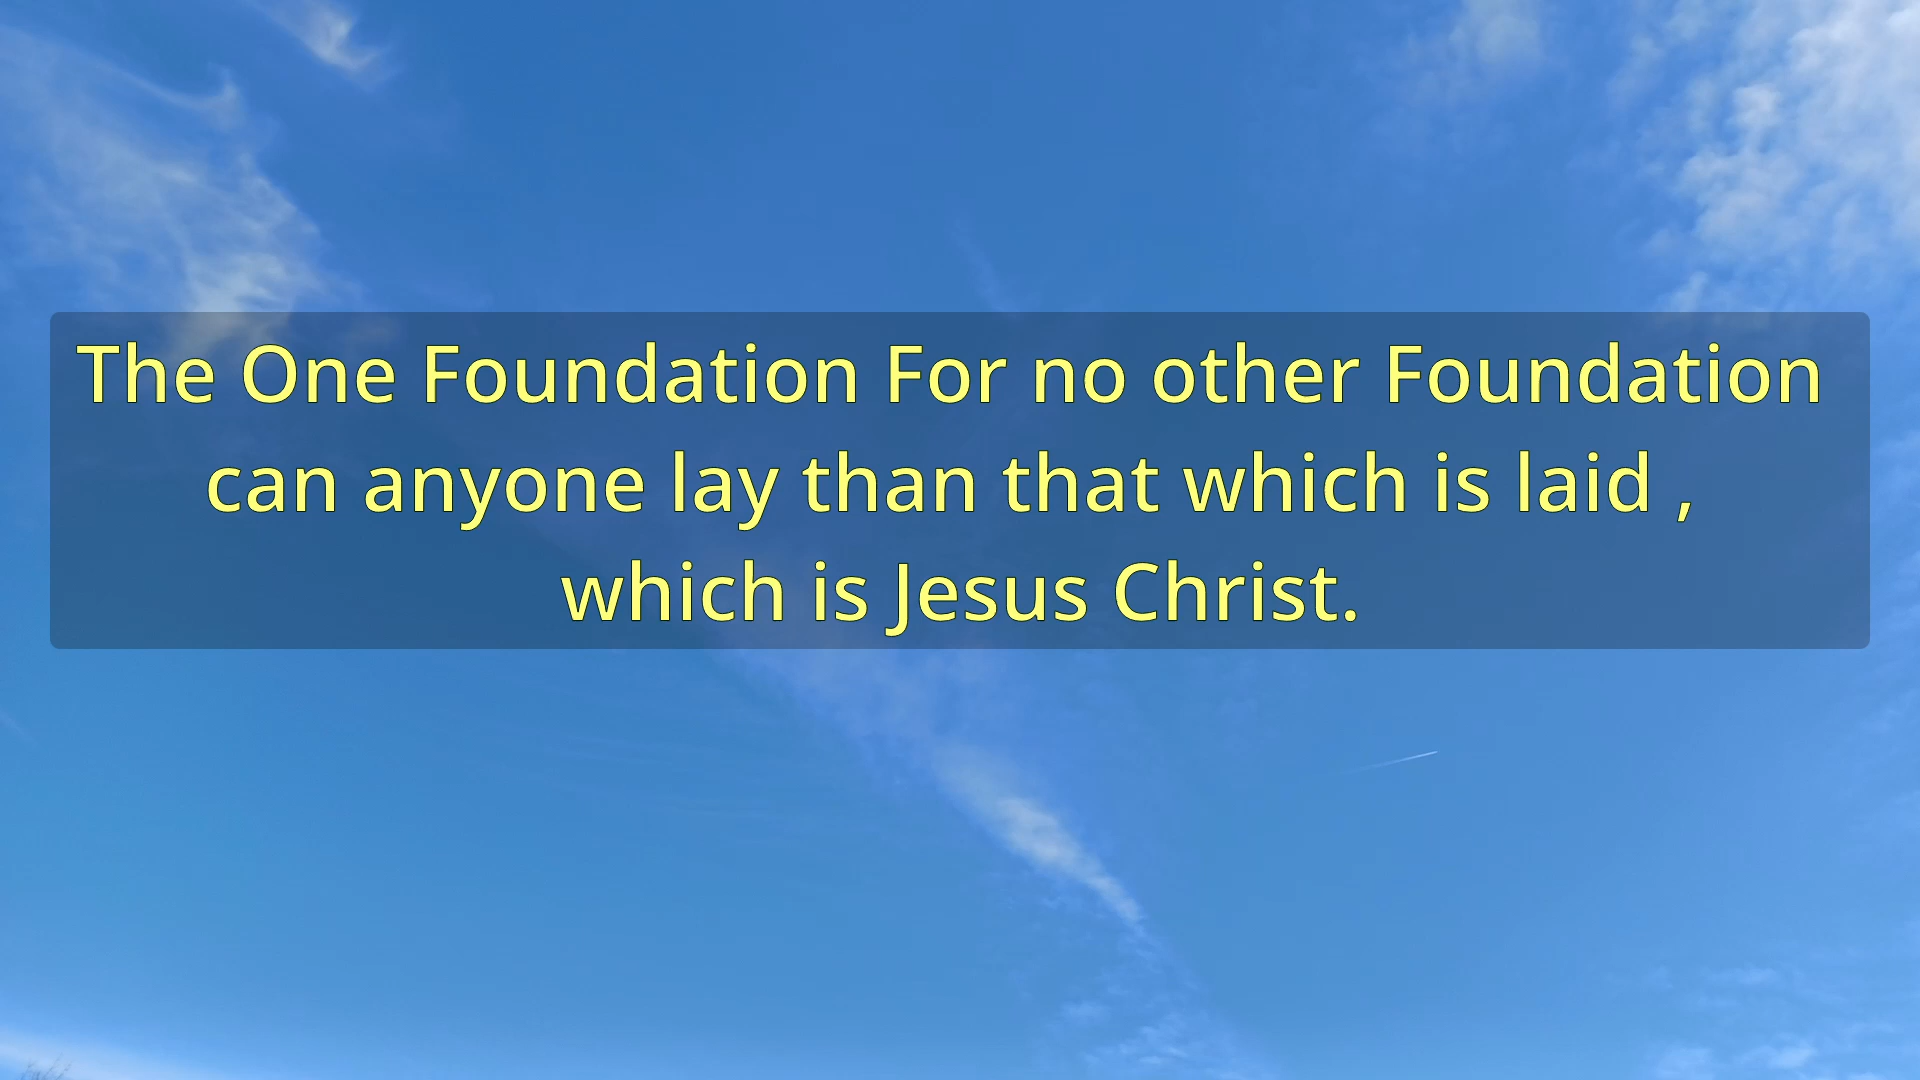 The One Foundation For no other Foundation
can anyone lay than that which is laid ,
which is Jesus Christ.